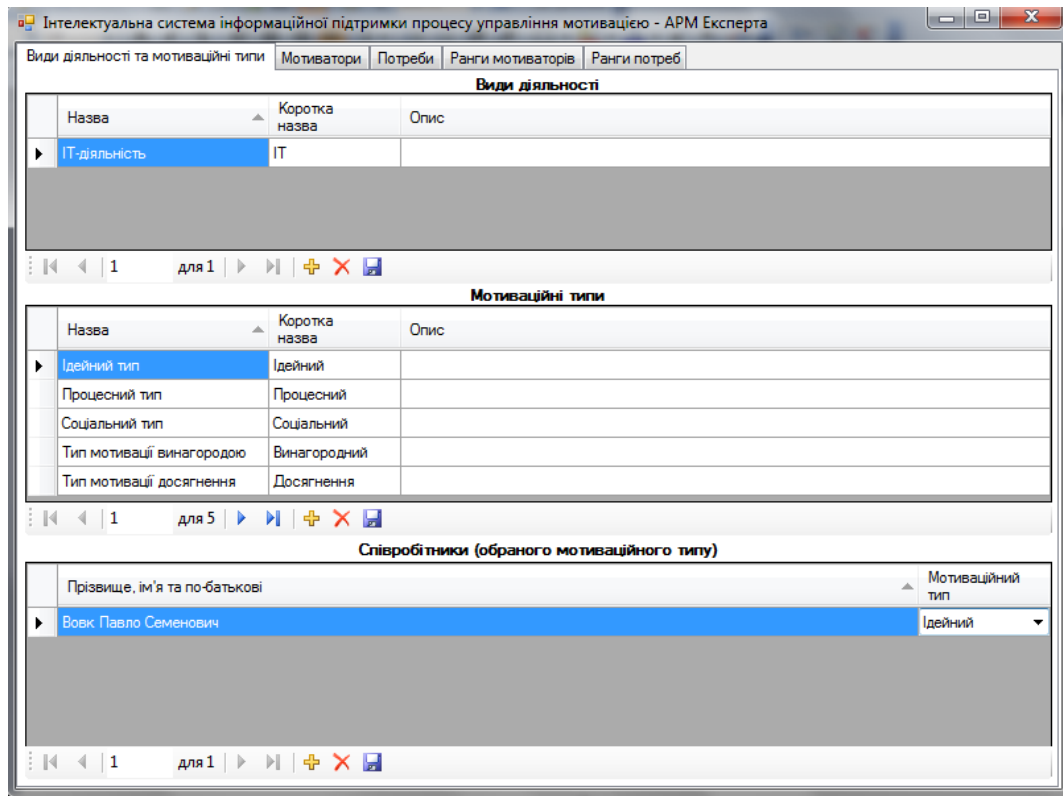 Інтелектуальна система інформаційної підтримки процесу управління мотивацією - АРМ Експерта
Види діяльності та мотиваційні типи Мотиватори Потреби Ранги мотиваторів Ранги потреб
Види діяльності
Назва Коротка назва Опис
ІТ-діяльність ІТ
1 для 1
Мотиваційні типи
Назва Коротка назва Опис
Ідейний тип Ідейний
Процесний тип Процесний
Соціальний тип Соціальний
Тип мотивації винагородою Винагородний
Тип мотивації досягнення Досягнення
1 для 5
Співробітники (обраного мотиваційного типу)
Прізвище, ім'я та по-батькові Мотиваційний тип
Вовк Павло Семенович Ідейний
1 для 1